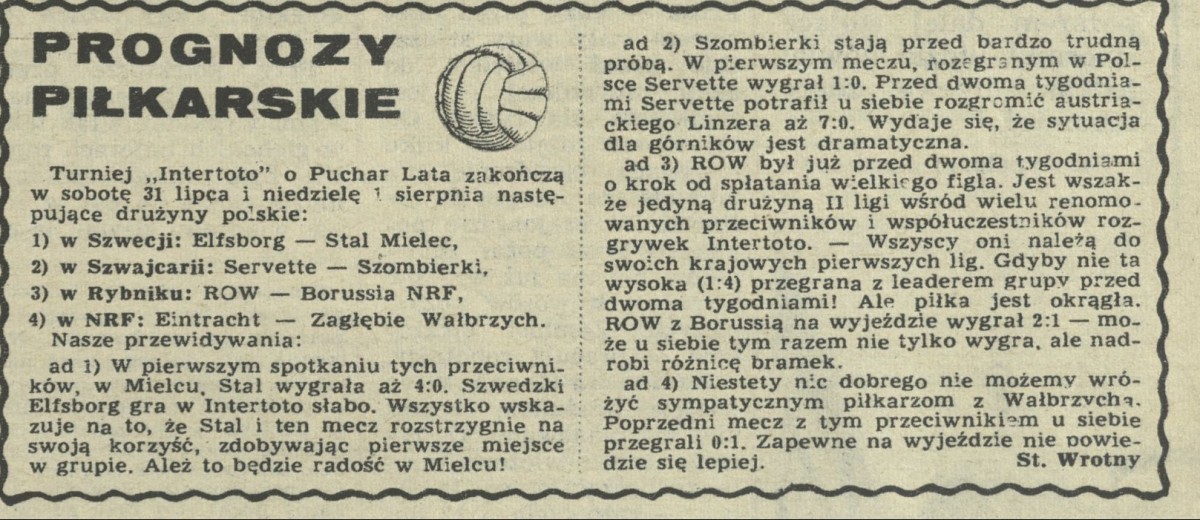 PROGNOZY
PIŁKARSKIE
Turniej „Intertoto" o Puchar Lata zakończą
w sobotę 31 lipca i niedzielę 1 sierpnia nastę-
pujące drużyny polskie:
1) w Szwecji: Elfsborg — Stal Mielec,
2) w Szwajcarii: Servette — Szombierki,
3) w Rybniku: ROW — Borussia NRF,
4) w NRF: Eintracht — Zagłębie Wałbrzych.
Nasze przewidywania:
ad 1) W pierwszym spotkaniu tych przeciwni-
ków, w Mielcu, Stal wygrała aż 4:0. Szwedzki
Elfsborg gra w Intertoto słabo. Wszystko wska-
zuje na to, że Stal i ten mecz rozstrzygnie na
swoją korzyść, zdobywając pierwsze miejsce
w grupie. Ależ to będzie radość w Mielcu!
ad 2) Szombierki stają przed bardzo trudną
próbą. W pierwszym meczu, rozegranym w Pol-
sce Servette wygrał 1:0. Przed dwoma tygodnia-
mi Servette potrafił u siebie rozgromić austria-
ckiego Linzera aż 7:0. Wydaje się, że sytuacja
dla górników jest dramatyczna.
ad 3) ROW był już przed dwoma tygodniami
o krok od spłatania wielkiego figla. Jest wszak-
że jedyną drużyną II ligi wśród wielu renomo-
wanych przeciwników i współuczestników roz-
grywek Intertoto. — Wszyscy oni należą do
swoich krajowych pierwszych lig. Gdyby nie ta
wysoka (1:4) przegrana z leaderem grupy przed
dwoma tygodniami! Ale piłka jest okrągła.
ROW z Borussią na wyjeździe wygrał 2:1 — mo-
że u siebie tym razem nie tylko wygra, ale nad-
robi różnicę bramek.
ad 4) Niestety nic dobrego nie możemy wró-
żyć sympatycznym piłkarzom z Wałbrzycha.
Poprzedni mecz z tym przeciwnikiem u siebie
przegrali 0:1. Zapewne na wyjeździe nie powie-
dzie się lepiej. St. Wrotny